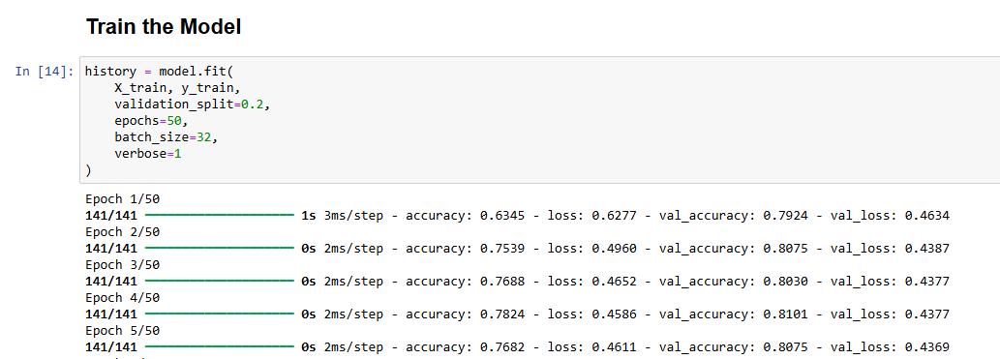 Train the Model
In [14]: history = model.fit(
    X_train, y_train,
    validation_split=0.2,
    epochs=50,
    batch_size=32,
    verbose=1
)
Epoch 1/50
141/141 ━━━━━━━━━━━━━━━━━━━━ 1s 3ms/step - accuracy: 0.6345 - loss: 0.6277 - val_accuracy: 0.7924 - val_loss: 0.4634
Epoch 2/50
141/141 ━━━━━━━━━━━━━━━━━━━━ 0s 2ms/step - accuracy: 0.7539 - loss: 0.4960 - val_accuracy: 0.8075 - val_loss: 0.4387
Epoch 3/50
141/141 ━━━━━━━━━━━━━━━━━━━━ 0s 2ms/step - accuracy: 0.7688 - loss: 0.4652 - val_accuracy: 0.8030 - val_loss: 0.4377
Epoch 4/50
141/141 ━━━━━━━━━━━━━━━━━━━━ 0s 2ms/step - accuracy: 0.7824 - loss: 0.4586 - val_accuracy: 0.8101 - val_loss: 0.4377
Epoch 5/50
141/141 ━━━━━━━━━━━━━━━━━━━━ 0s 2ms/step - accuracy: 0.7682 - loss: 0.4611 - val_accuracy: 0.8075 - val_loss: 0.4369